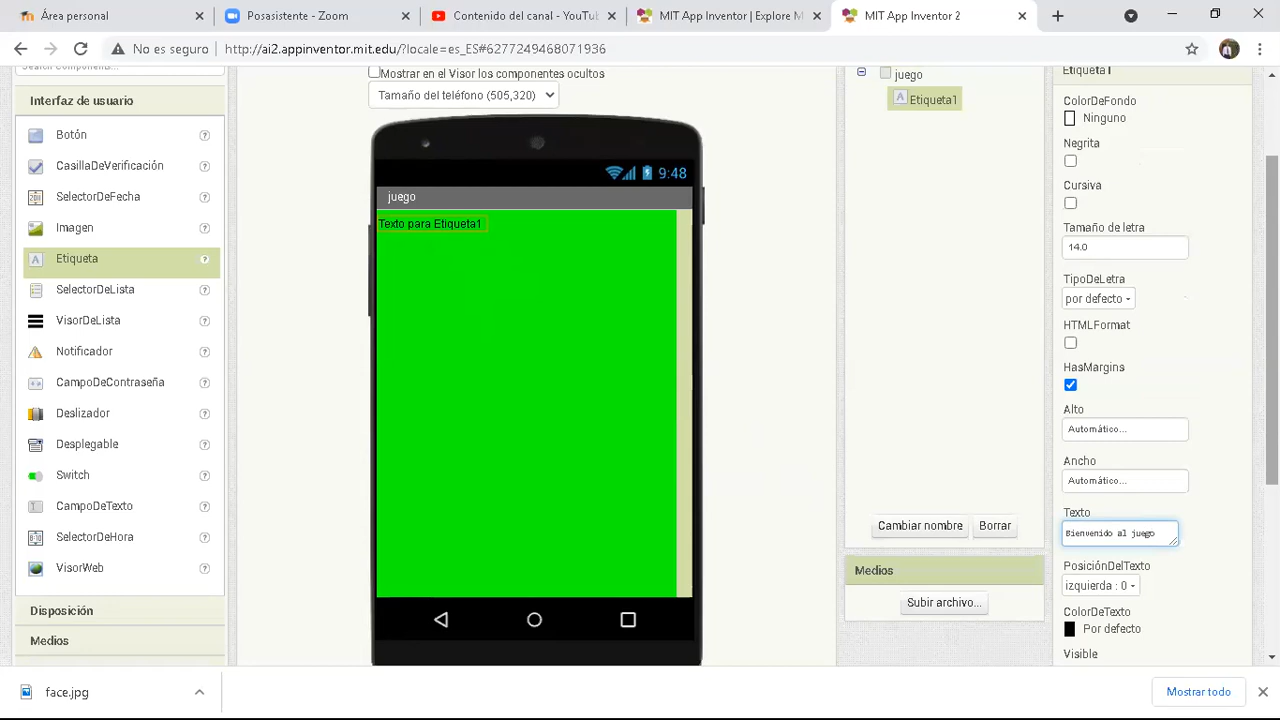 Área personal
Posasistente - Zoom
Contenido del canal - YouTu
MIT App Inventor | Explore M
MIT App Inventor 2
No es seguro
http://ai2.appinventor.mit.edu/?locale=es_ES#6277249468071936
Search Components...
Mostrar en el Visor los componentes ocultos
Tamaño del teléfono (505,320)
Interfaz de usuario
Botón
CasillaDeVerificación
SelectorDeFecha
Imagen
Etiqueta
SelectorDeLista
VisorDeLista
Notificador
CampoDeContraseña
Deslizador
Desplegable
Switch
CampoDeTexto
SelectorDeHora
VisorWeb
Disposición
Medios
9:48
juego
Texto para Etiqueta1
juego
Etiqueta1
Cambiar nombre
Borrar
Medios
Subir archivo...
Etiqueta1
ColorDeFondo
Ninguno
Negrita
Cursiva
Tamaño de letra
14.0
TipoDeLetra
por defecto
HTMLFormat
HasMargins
Alto
Automático...
Ancho
Automático...
Texto
Bienvenido al juego
PosiciónDelTexto
izquierda : 0
ColorDeTexto
Por defecto
Visible
face.jpg
Mostrar todo